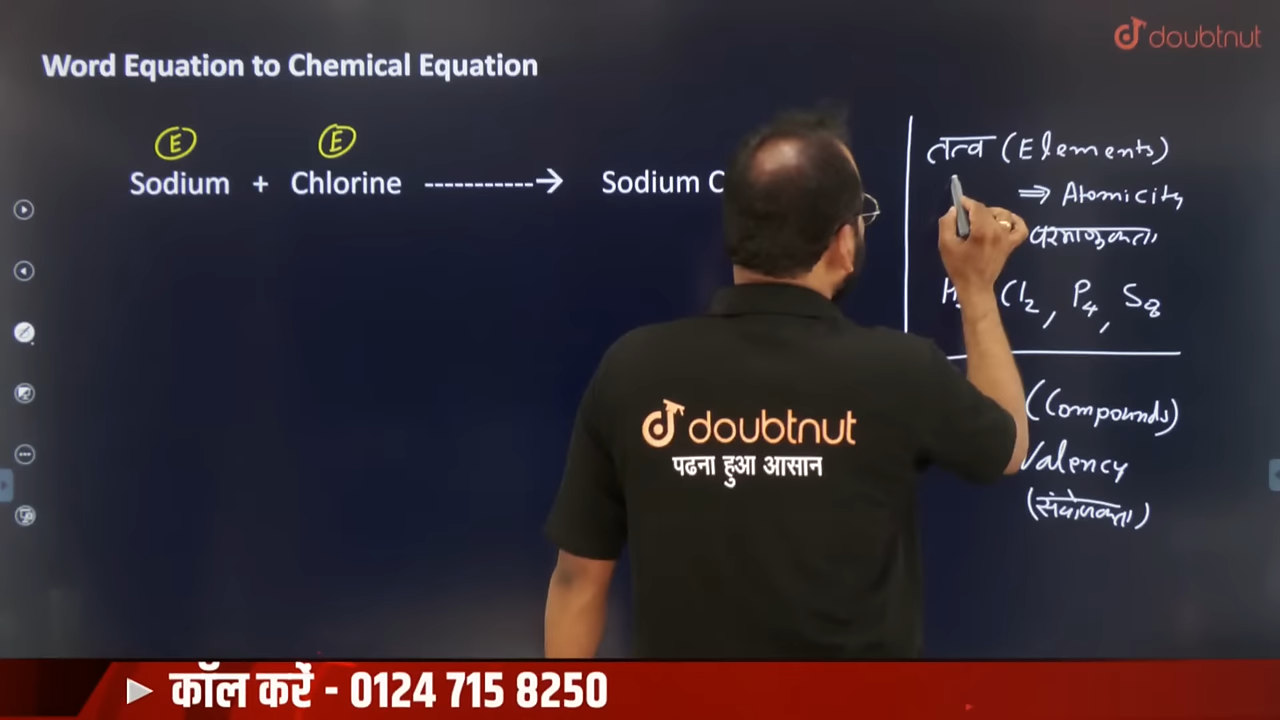 doubtnut
Word Equation to Chemical Equation
E E
Sodium + Chlorine -----------→ Sodium C
तत्व (Elements)
⇒ Atomicity
परमाणुकता
Cl₂, P₄, S₈
(Compounds)
Valency
(संयोजकता)
doubtnut
पढना हुआ आसान
कॉल करें - 0124 715 8250